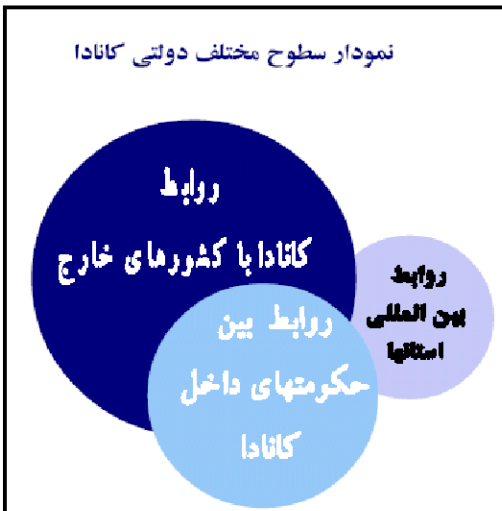 نمودار سطوح مختلف دولتی کانادا
روابط
کانادا با کشورهای خارج
روابط
بین المللی
استانها
روابط بین
حکومتهای داخل
کانادا